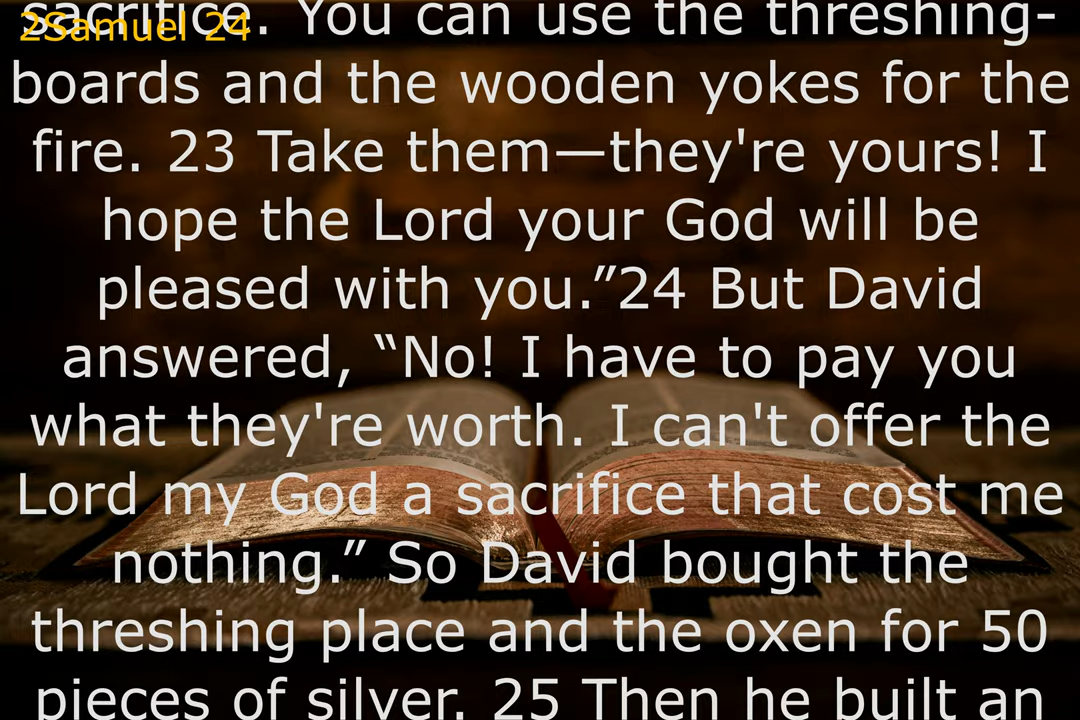 sacrifice. You can use the threshing-
2Samuel 24
boards and the wooden yokes for the
fire. 23 Take them—they're yours! I
hope the Lord your God will be
pleased with you.”24 But David
answered, “No! I have to pay you
what they're worth. I can't offer the
Lord my God a sacrifice that cost me
nothing.” So David bought the
threshing place and the oxen for 50
pieces of silver. 25 Then he built an